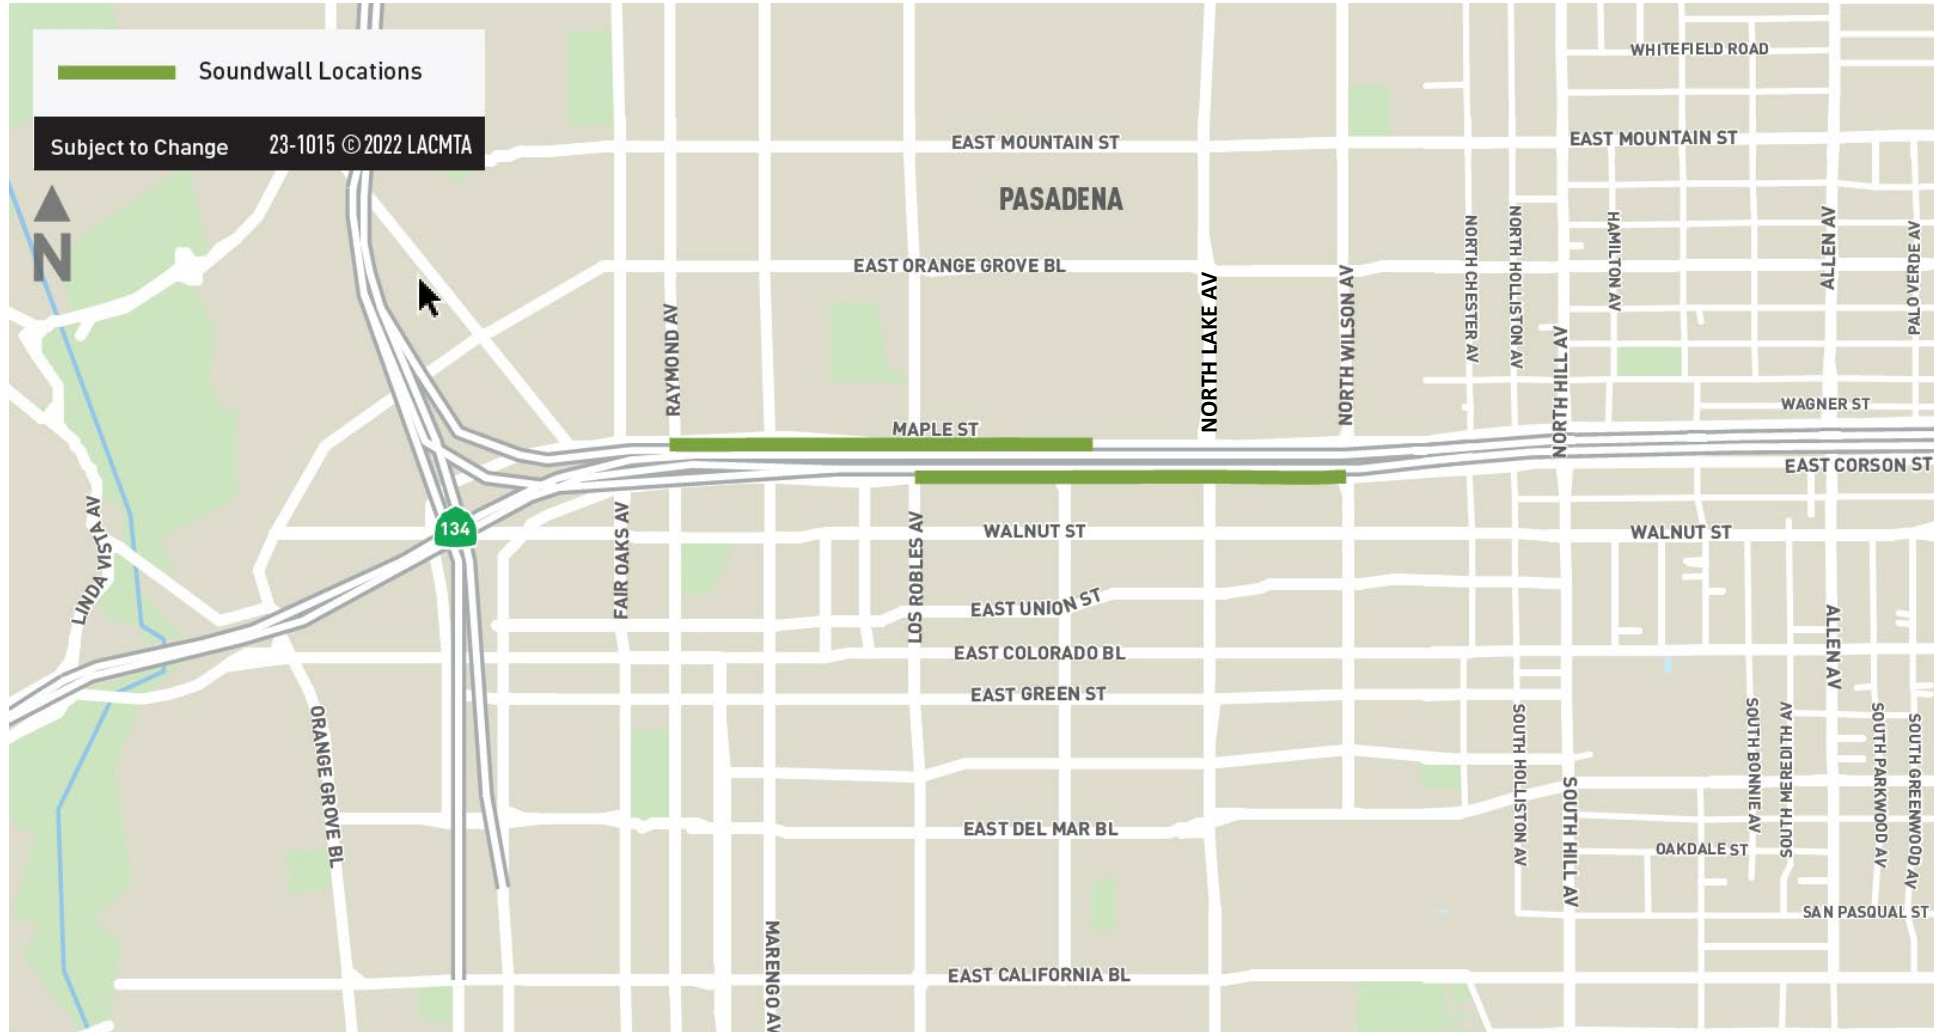 Soundwall Locations
Subject to Change 23-1015 © 2022 LACMTA
N
WHITEFIELD ROAD
EAST MOUNTAIN ST
EAST MOUNTAIN ST
PASADENA
EAST ORANGE GROVE BL
RAYMOND AV
NORTH LAKE AV
NORTH WILSON AV
NORTH CHESTER AV
NORTH HOLLISTON AV
NORTH HILL AV
HAMILTON AV
ALLEN AV
PALO VERDE AV
WAGNER ST
MAPLE ST
EAST CORSON ST
134
LINDA VISTA AV
FAIR OAKS AV
LOS ROBLES AV
WALNUT ST
WALNUT ST
EAST UNION ST
EAST COLORADO BL
EAST GREEN ST
ALLEN AV
ORANGE GROVE BL
SOUTH HOLLISTON AV
SOUTH HILL AV
SOUTH BONNIE AV
SOUTH MEREDITH AV
SOUTH PARKWOOD AV
SOUTH GREENWOOD AV
EAST DEL MAR BL
OAKDALE ST
SAN PASQUAL ST
MARENGO AV
EAST CALIFORNIA BL